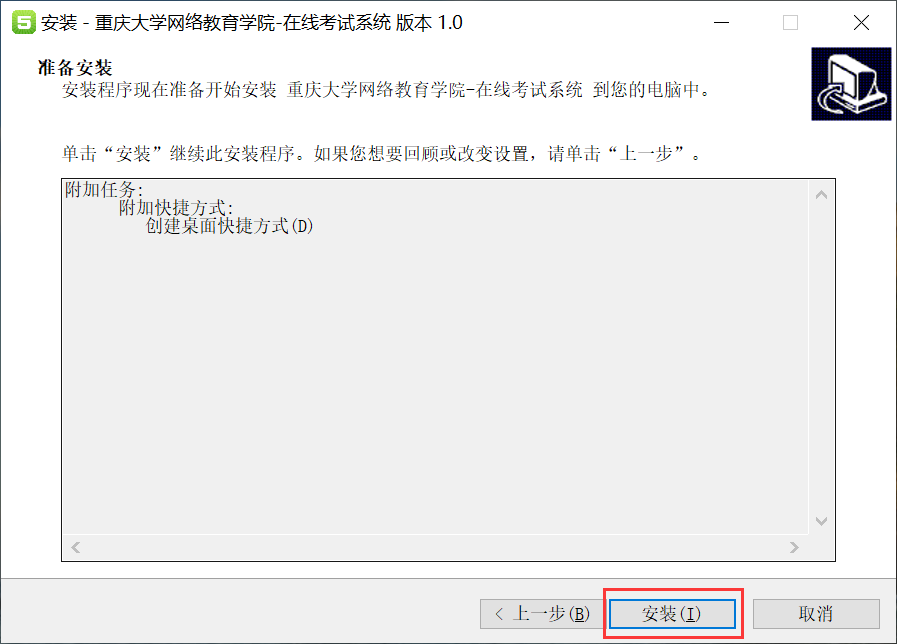 安装 - 重庆大学网络教育学院-在线考试系统 版本 1.0
准备安装
安装程序现在准备开始安装 重庆大学网络教育学院-在线考试系统 到您的电脑中。
单击“安装”继续此安装程序。如果您想要回顾或改变设置，请单击“上一步”。
附加任务:
附加快捷方式:
创建桌面快捷方式(D)
< 上一步(B)
安装(I)
取消